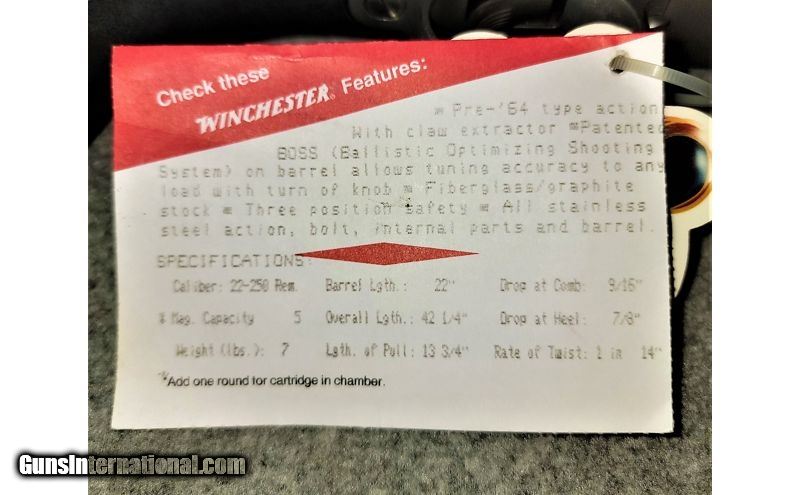 Check these
WINCHESTER® Features:
* Pre-'64 type action
With claw extractor *Patented
BOSS (Ballistic Optimizing Shooting
System) on barrel allows tuning accuracy to any
load with turn of knob * Fiberglass/graphite
stock * Three position safety * All stainless
steel action, bolt, internal parts and barrel.
SPECIFICATIONS:
Caliber: 22-250 Rem. Barrel Lgth.: 22" Drop at Comb: 9/16"
* Mag. Capacity 5 Overall Lgth.: 42 1/4" Drop at Heel: 7/8"
Weight (lbs.): 7 Lgth. of Pull: 13 3/4" Rate of Twist: 1 in 14"
*Add one round for cartridge in chamber.
GunsInternational.com